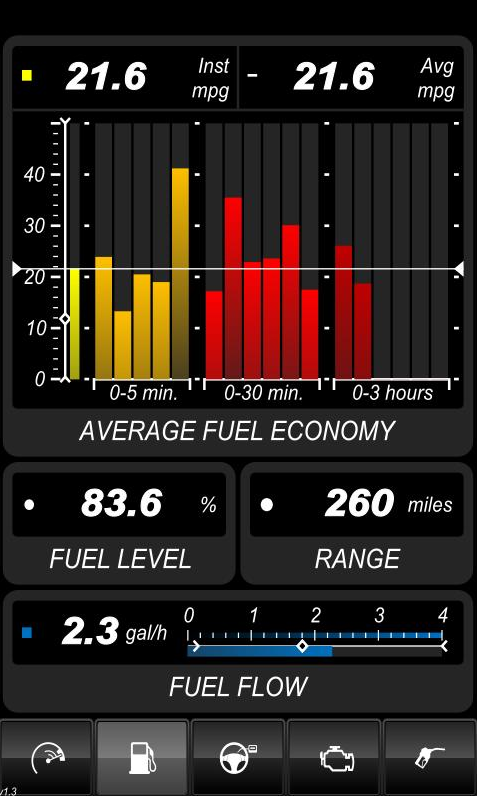 21.6 Inst mpg
- 21.6 Avg mpg
40
30
20
10
0
0-5 min. 0-30 min. 0-3 hours
AVERAGE FUEL ECONOMY
83.6 %
FUEL LEVEL
260 miles
RANGE
0 1 2 3 4
2.3 gal/h
FUEL FLOW
v1.3